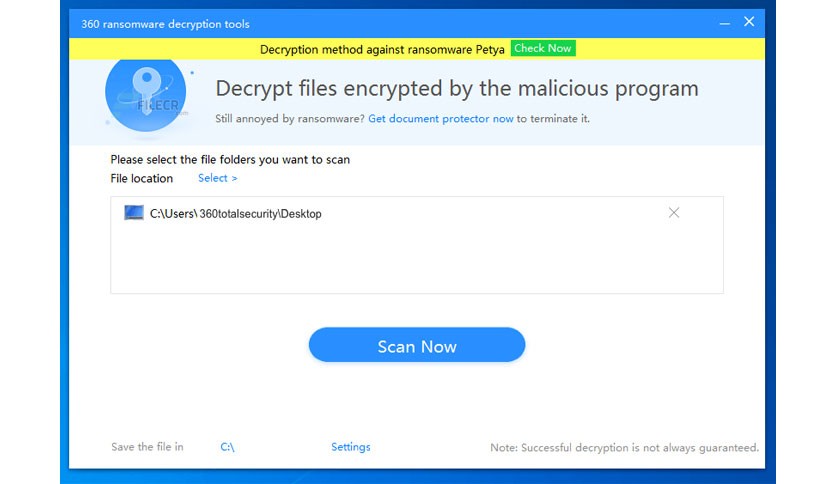 360 ransomware decryption tools
Decryption method against ransomware Petya Check Now
FILECR
.com
Decrypt files encrypted by the malicious program
Still annoyed by ransomware? Get document protector now to terminate it.
Please select the file folders you want to scan
File location Select >
C:\Users\360totalsecurity\Desktop
Scan Now
Save the file in C:\ Settings Note: Successful decryption is not always guaranteed.